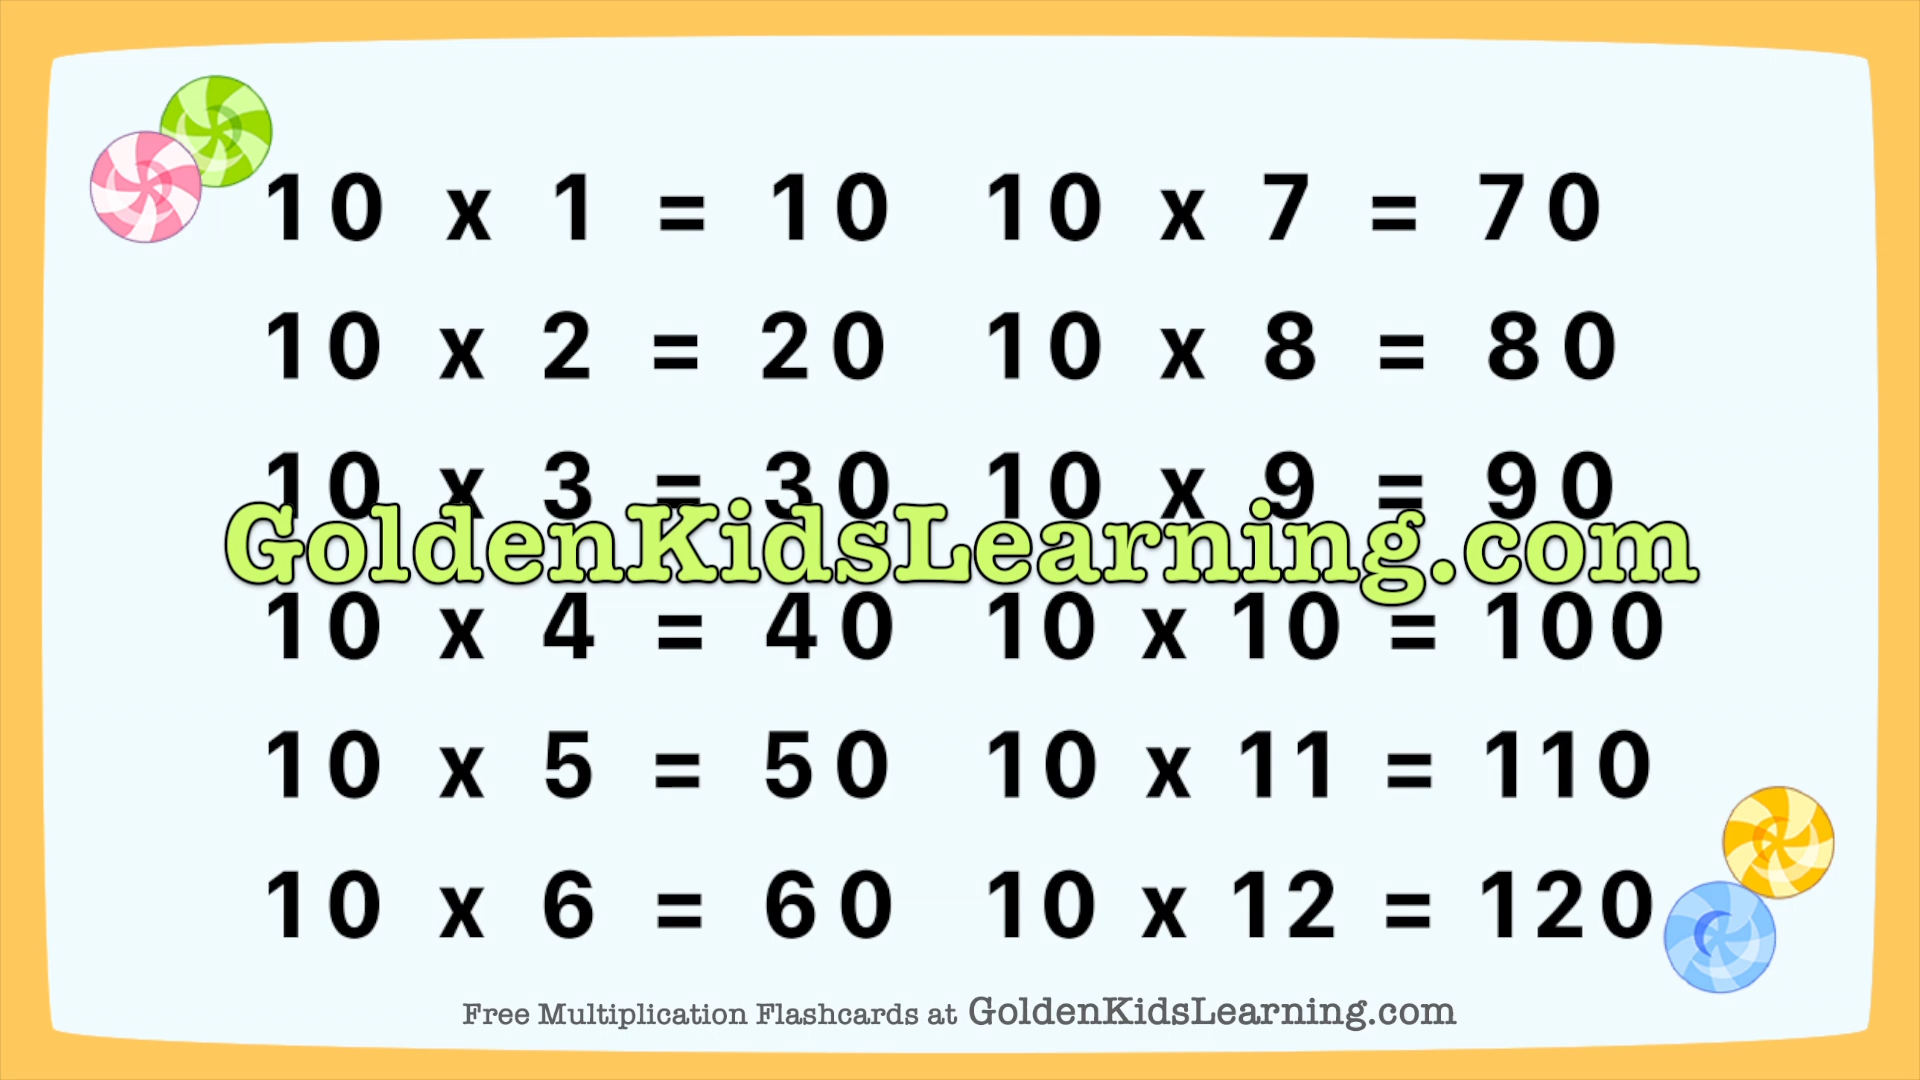 10 x 1 = 10 10 x 7 = 70
10 x 2 = 20 10 x 8 = 80
10 x 3 = 30 10 x 9 = 90
GoldenKidsLearning.com
10 x 4 = 40 10 x 10 = 100
10 x 5 = 50 10 x 11 = 110
10 x 6 = 60 10 x 12 = 120
Free Multiplication Flashcards at GoldenKidsLearning.com